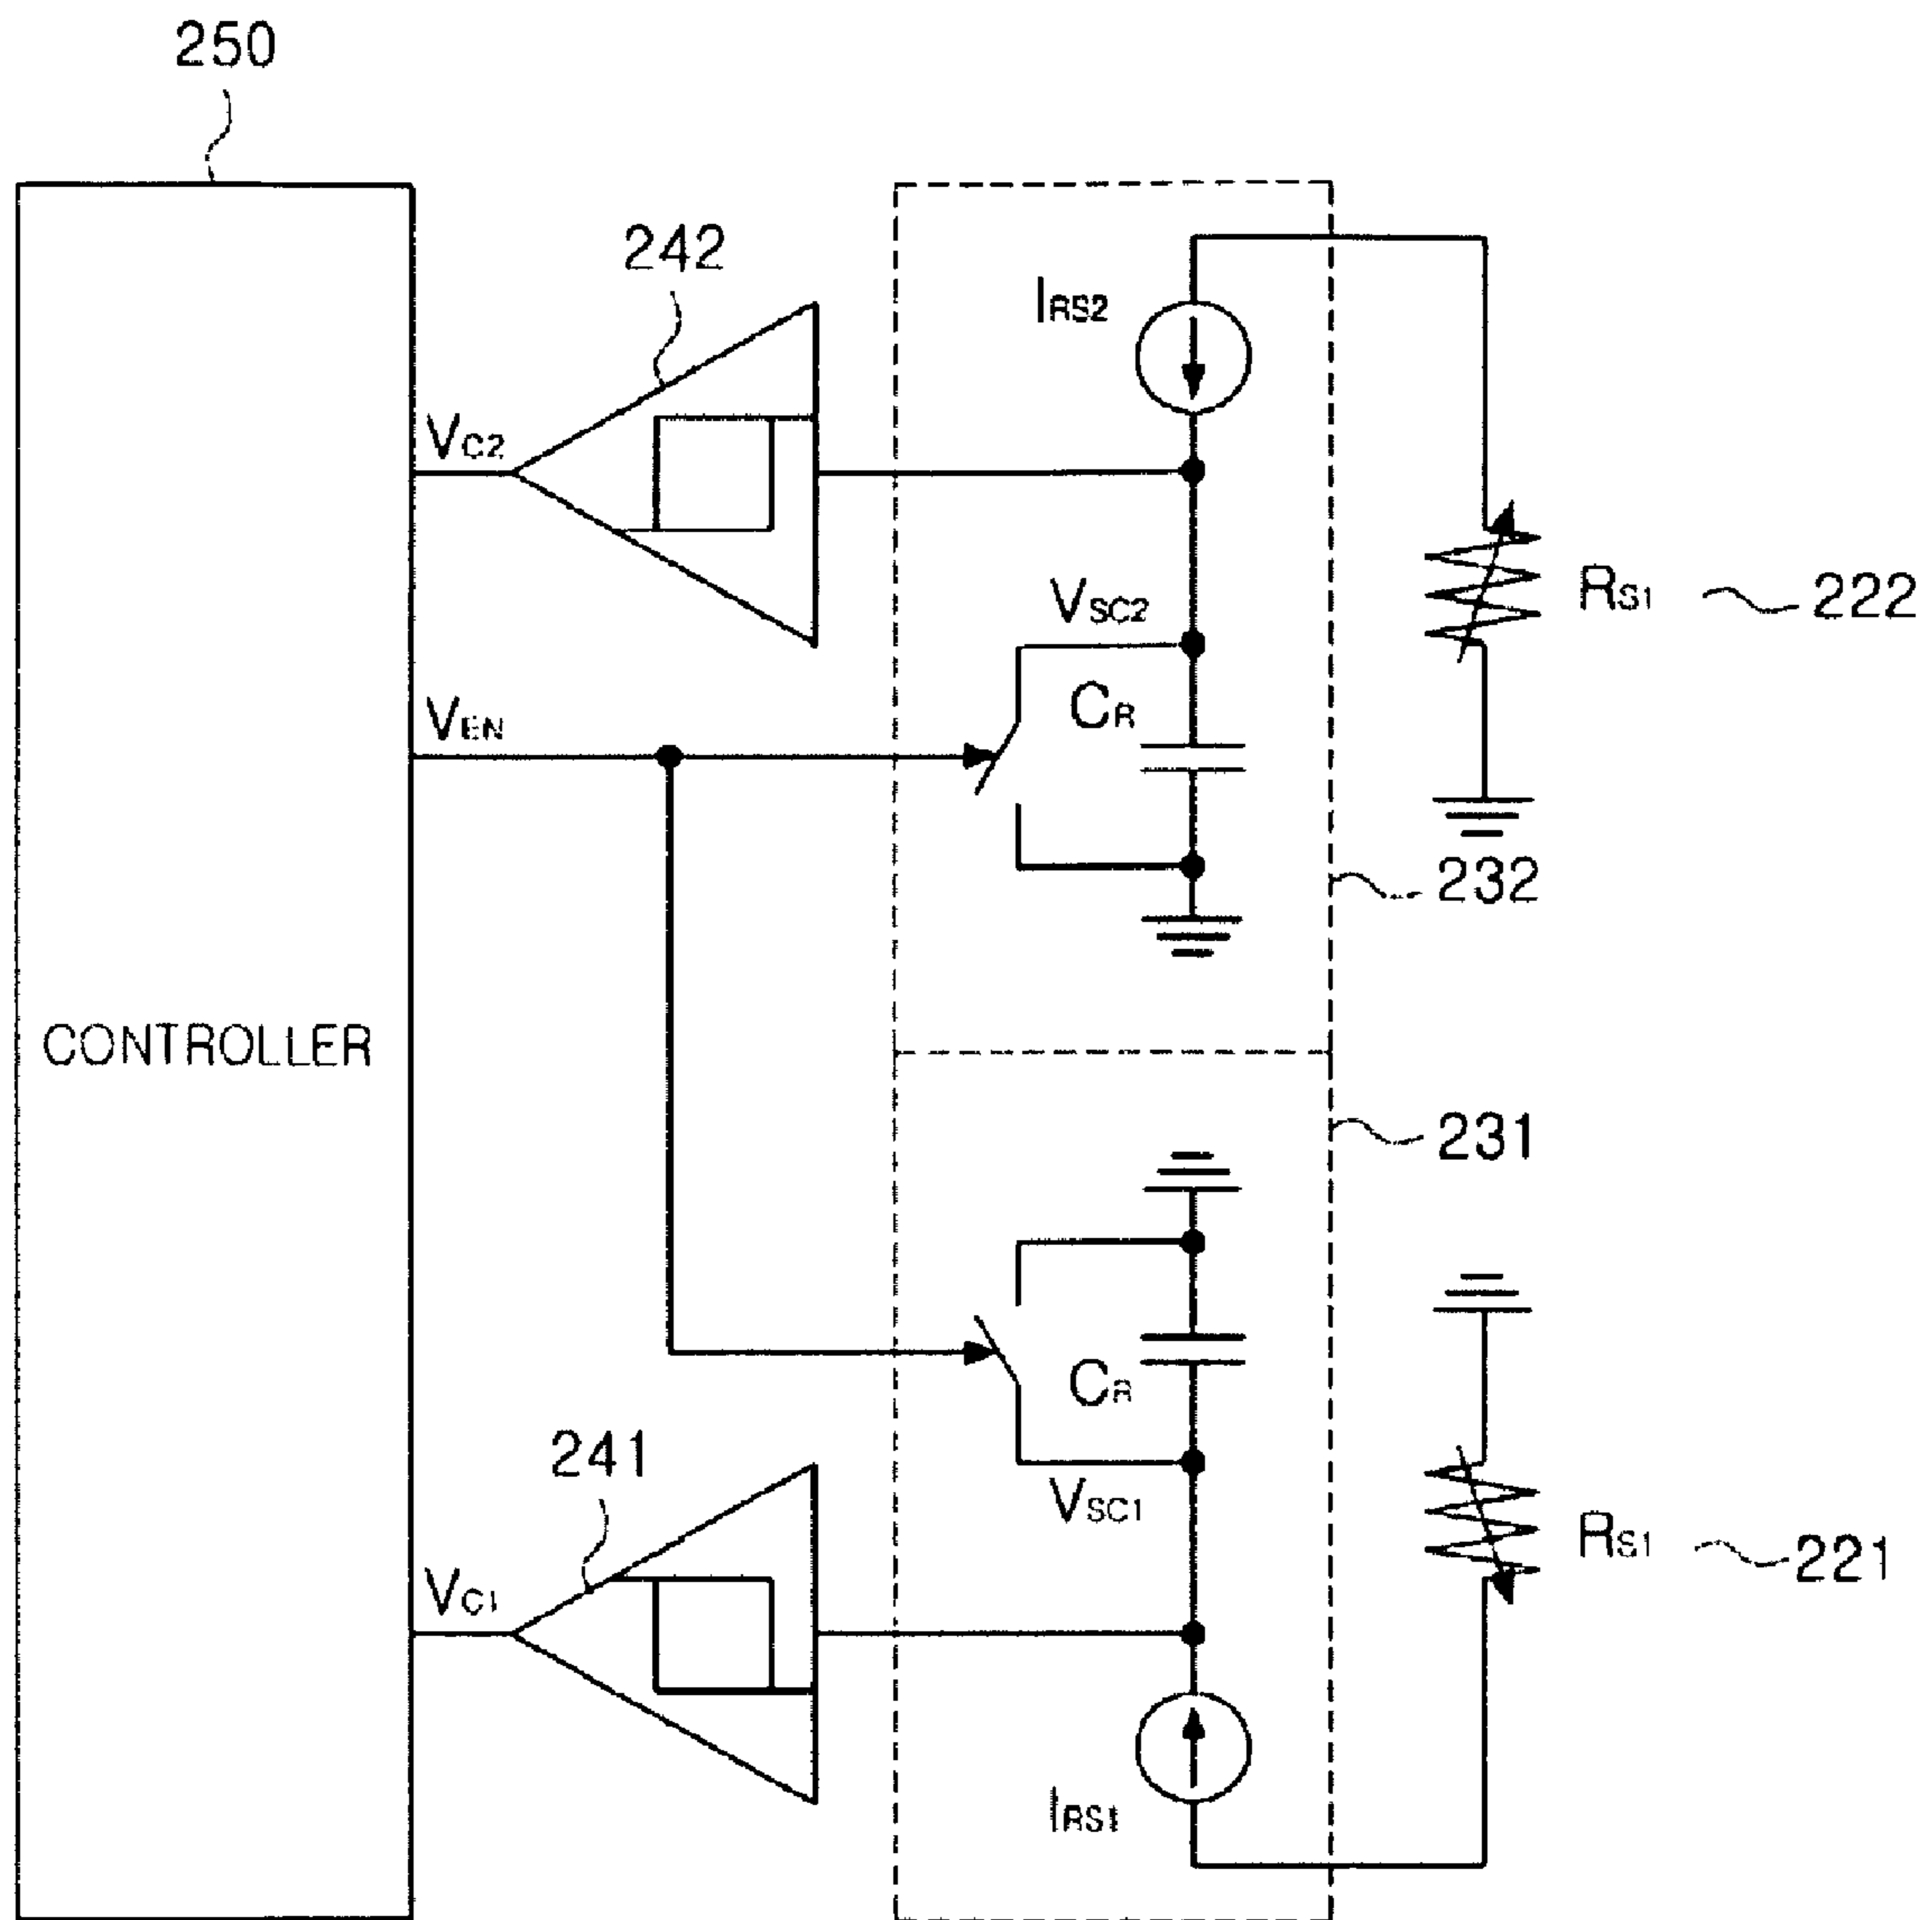 250
242
IRS2
VC2
VSC2
RS1
222
VEN
CR
232
CONTROLLER
231
CR
241
VSC1
RS1
221
VC1
IRS1